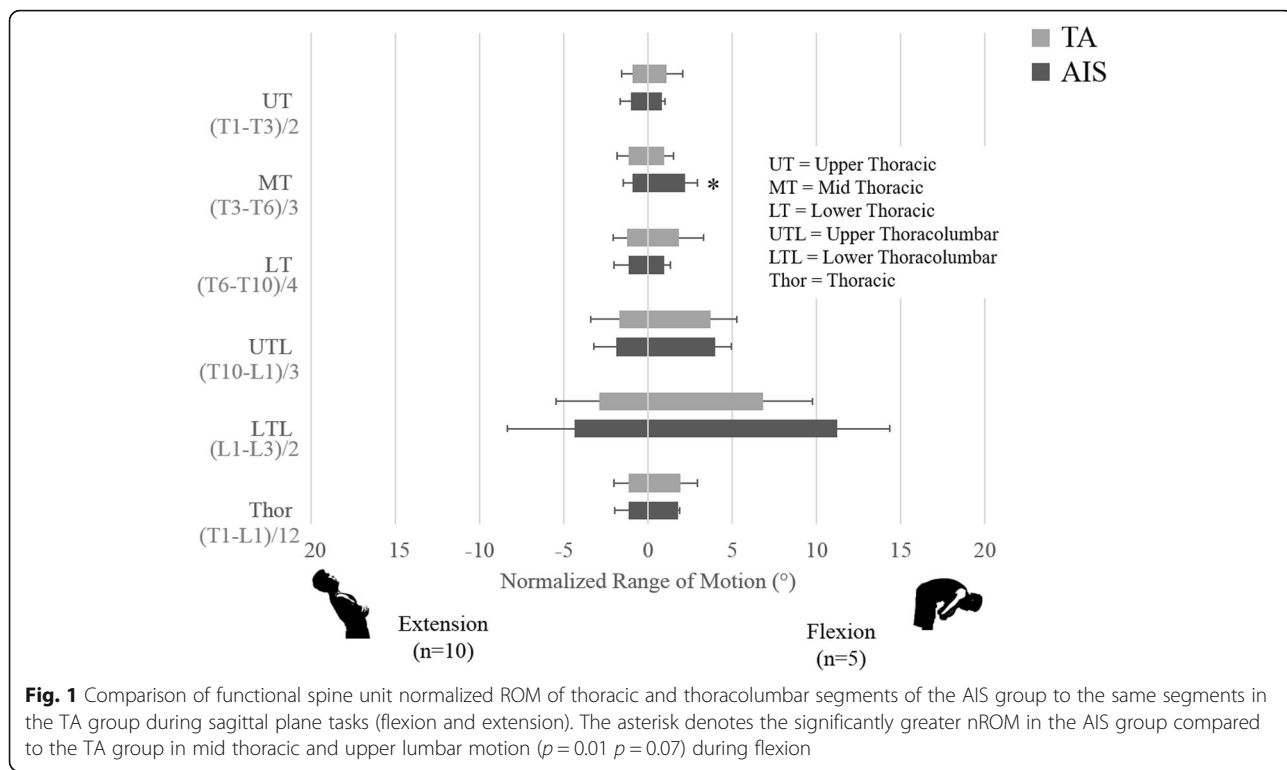 TA
AIS
UT
(T1-T3)/2
MT
(T3-T6)/3
*
LT
(T6-T10)/4
UTL
(T10-L1)/3
LTL
(L1-L3)/2
Thor
(T1-L1)/12
UT = Upper Thoracic
MT = Mid Thoracic
LT = Lower Thoracic
UTL = Upper Thoracolumbar
LTL = Lower Thoracolumbar
Thor = Thoracic
20 15 -10 -5 0 5 10 15 20
Normalized Range of Motion (°)
Extension
(n=10)
Flexion
(n=5)
Fig. 1 Comparison of functional spine unit normalized ROM of thoracic and thoracolumbar segments of the AIS group to the same segments in
the TA group during sagittal plane tasks (flexion and extension). The asterisk denotes the significantly greater nROM in the AIS group compared
to the TA group in mid thoracic and upper lumbar motion (p = 0.01 p = 0.07) during flexion